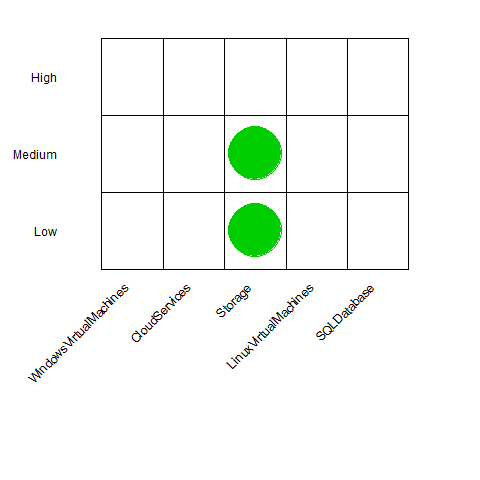 High
Medium
Low
WindowsVirtualMachines
CloudServices
Storage
LinuxVirtualMachines
SQLDatabase